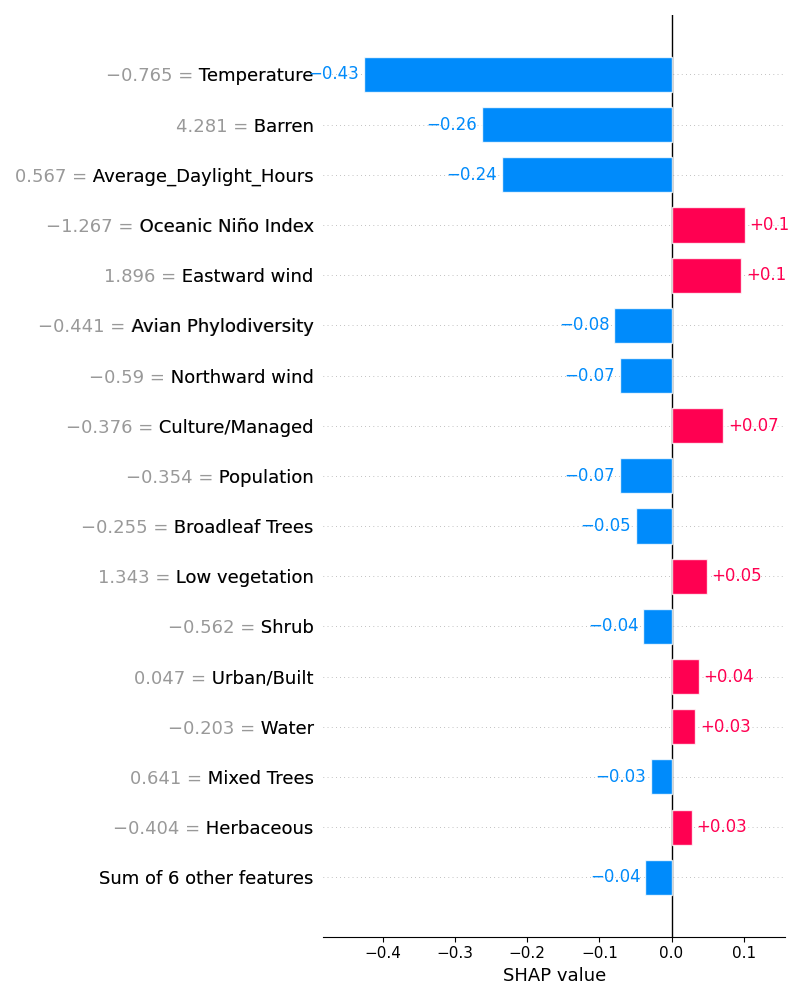 −0.765 = Temperature −0.43
4.281 = Barren −0.26
0.567 = Average_Daylight_Hours −0.24
−1.267 = Oceanic Niño Index +0.1
1.896 = Eastward wind +0.1
−0.441 = Avian Phylodiversity −0.08
−0.59 = Northward wind −0.07
−0.376 = Culture/Managed +0.07
−0.354 = Population −0.07
−0.255 = Broadleaf Trees −0.05
1.343 = Low vegetation +0.05
−0.562 = Shrub −0.04
0.047 = Urban/Built +0.04
−0.203 = Water +0.03
0.641 = Mixed Trees −0.03
−0.404 = Herbaceous +0.03
Sum of 6 other features −0.04
−0.4 −0.3 −0.2 −0.1 0.0 0.1
SHAP value